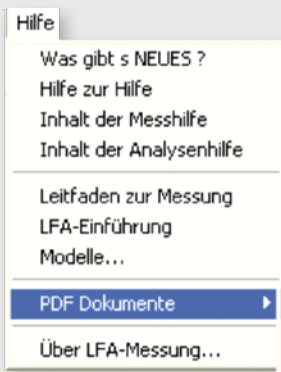 Hilfe
Was gibt s NEUES ?
Hilfe zur Hilfe
Inhalt der Messhilfe
Inhalt der Analysenhilfe
Leitfaden zur Messung
LFA-Einführung
Modelle...
PDF Dokumente
Über LFA-Messung...